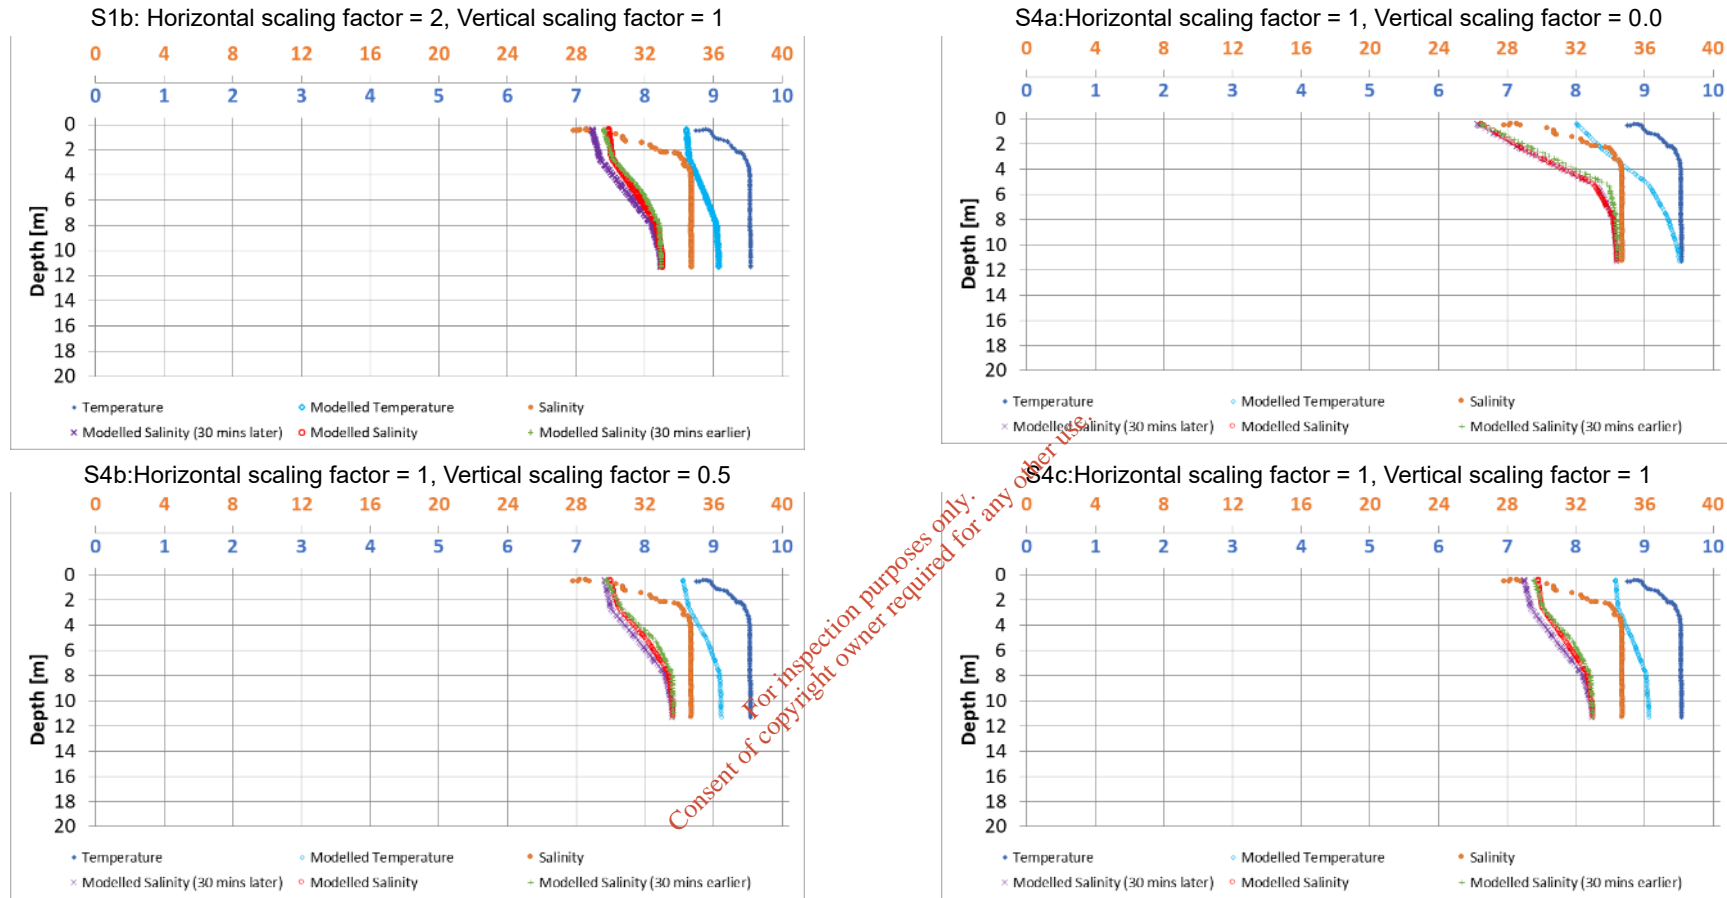 S1b: Horizontal scaling factor = 2, Vertical scaling factor = 1
0 4 8 12 16 20 24 28 32 36 40
0 1 2 3 4 5 6 7 8 9 10
Depth [m]
0
2
4
6
8
10
12
14
16
18
20
Temperature Modelled Temperature Salinity
Modelled Salinity (30 mins later) Modelled Salinity Modelled Salinity (30 mins earlier)
S4a:Horizontal scaling factor = 1, Vertical scaling factor = 0.0
0 4 8 12 16 20 24 28 32 36 40
0 1 2 3 4 5 6 7 8 9 10
Depth [m]
0
2
4
6
8
10
12
14
16
18
20
Temperature Modelled Temperature Salinity
Modelled Salinity (30 mins later) Modelled Salinity Modelled Salinity (30 mins earlier)
S4b:Horizontal scaling factor = 1, Vertical scaling factor = 0.5
0 4 8 12 16 20 24 28 32 36 40
0 1 2 3 4 5 6 7 8 9 10
Depth [m]
0
2
4
6
8
10
12
14
16
18
20
Temperature Modelled Temperature Salinity
Modelled Salinity (30 mins later) Modelled Salinity Modelled Salinity (30 mins earlier)
S4c:Horizontal scaling factor = 1, Vertical scaling factor = 1
0 4 8 12 16 20 24 28 32 36 40
0 1 2 3 4 5 6 7 8 9 10
Depth [m]
0
2
4
6
8
10
12
14
16
18
20
Temperature Modelled Temperature Salinity
Modelled Salinity (30 mins later) Modelled Salinity Modelled Salinity (30 mins earlier)
For inspection purposes only.
Consent of copyright owner required for any other use.